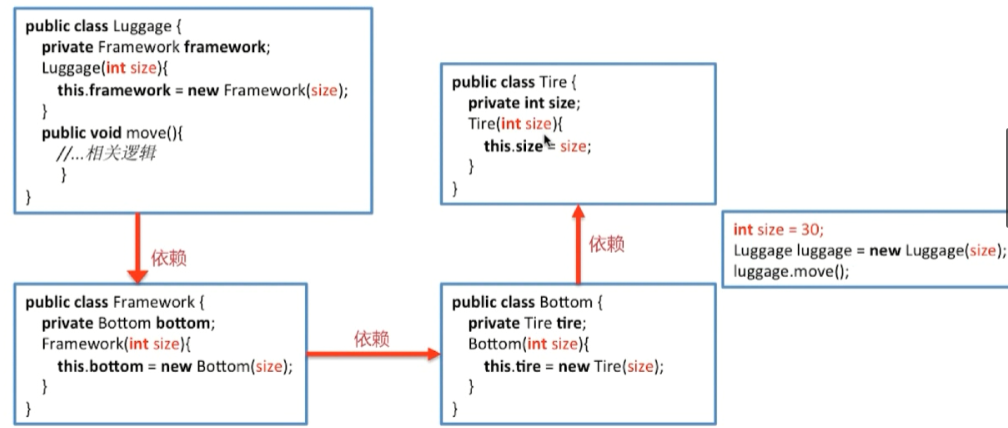 public class Luggage {
private Framework framework;
Luggage(int size){
this.framework = new Framework(size);
}
public void move(){
//...相关逻辑
}
}
依赖
public class Framework {
private Bottom bottom;
Framework(int size){
this.bottom = new Bottom(size);
}
}
依赖
public class Bottom {
private Tire tire;
Bottom(int size){
this.tire = new Tire(size);
}
}
依赖
public class Tire {
private int size;
Tire(int size){
this.size = size;
}
}
int size = 30;
Luggage luggage = new Luggage(size);
luggage.move();